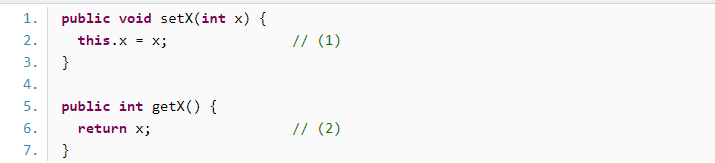 1. public void setX(int x) {
2.   this.x = x;                // (1)
3. }
4.
5. public int getX() {
6.   return x;                  // (2)
7. }